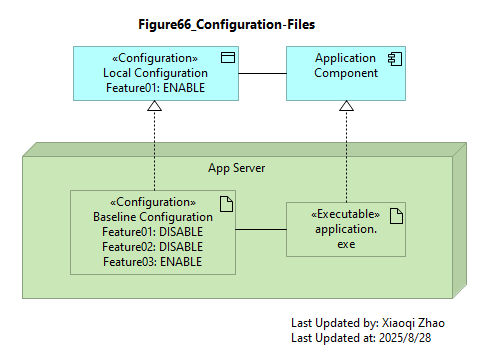 Figure66_Configuration-Files
«Configuration»
Local Configuration
Feature01: ENABLE
Application
Component
App Server
«Configuration»
Baseline Configuration
Feature01: DISABLE
Feature02: DISABLE
Feature03: ENABLE
«Executable»
application.
exe
Last Updated by: Xiaoqi Zhao
Last Updated at: 2025/8/28